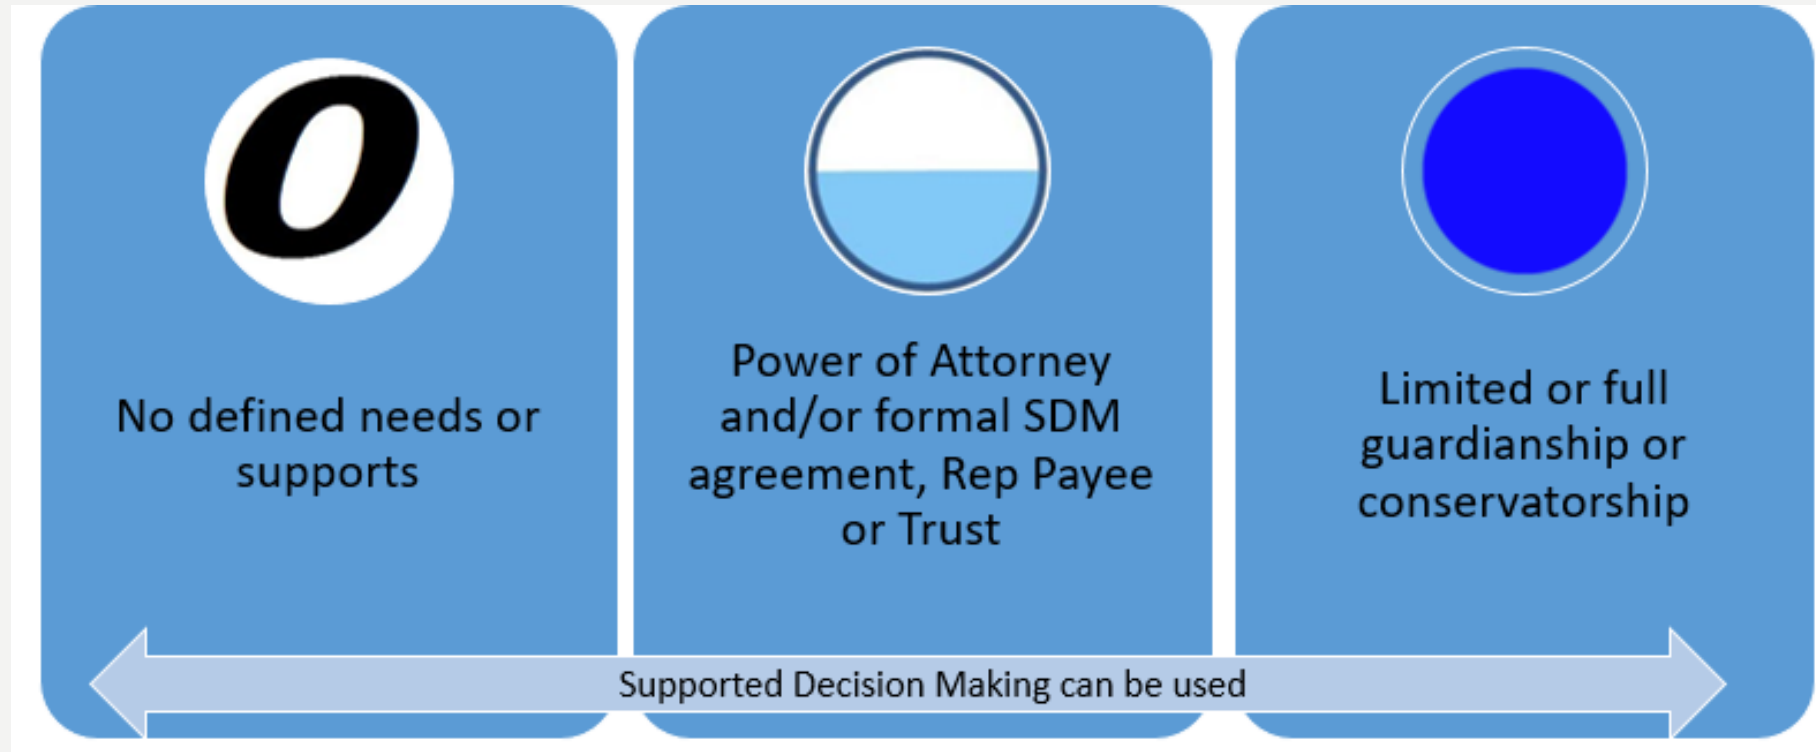 O
No defined needs or
supports
Power of Attorney
and/or formal SDM
agreement, Rep Payee
or Trust
Limited or full
guardianship or
conservatorship
Supported Decision Making can be used